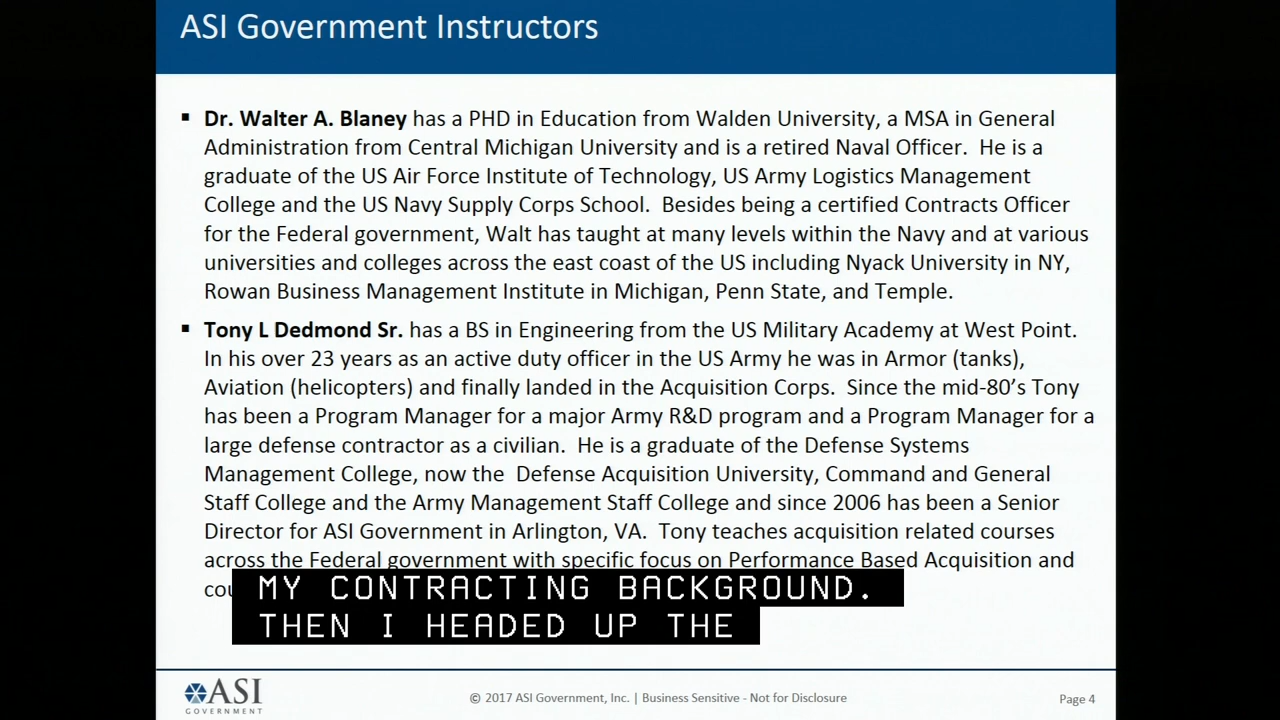 ASI Government Instructors
▪ Dr. Walter A. Blaney has a PHD in Education from Walden University, a MSA in General
Administration from Central Michigan University and is a retired Naval Officer.  He is a
graduate of the US Air Force Institute of Technology, US Army Logistics Management
College and the US Navy Supply Corps School.  Besides being a certified Contracts Officer
for the Federal government, Walt has taught at many levels within the Navy and at various
universities and colleges across the east coast of the US including Nyack University in NY,
Rowan Business Management Institute in Michigan, Penn State, and Temple.
▪ Tony L Dedmond Sr. has a BS in Engineering from the US Military Academy at West Point.
In his over 23 years as an active duty officer in the US Army he was in Armor (tanks),
Aviation (helicopters) and finally landed in the Acquisition Corps.  Since the mid-80’s Tony
has been a Program Manager for a major Army R&D program and a Program Manager for a
large defense contractor as a civilian.  He is a graduate of the Defense Systems
Management College, now the  Defense Acquisition University, Command and General
Staff College and the Army Management Staff College and since 2006 has been a Senior
Director for ASI Government in Arlington, VA.  Tony teaches acquisition related courses
across the Federal government with specific focus on Performance Based Acquisition and
MY CONTRACTING BACKGROUND.
THEN I HEADED UP THE
ASI
GOVERNMENT
© 2017 ASI Government, Inc. | Business Sensitive - Not for Disclosure
Page 4